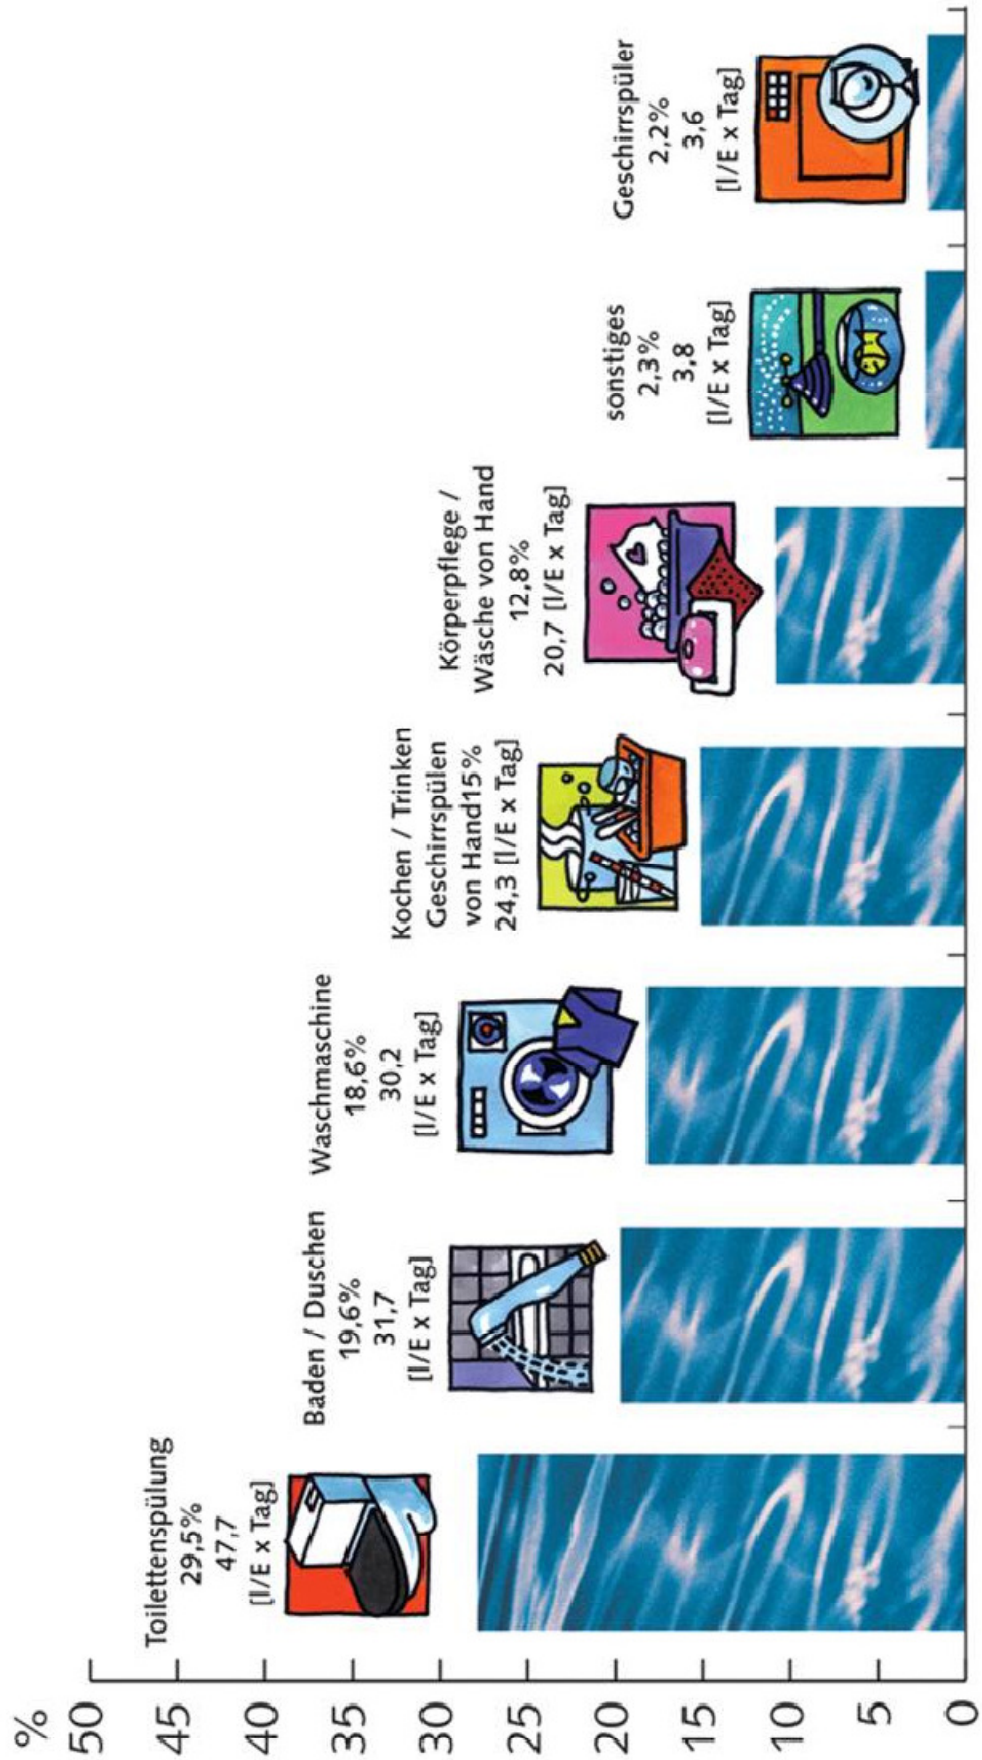 %
50
45
40
35
30
25
20
15
10
5
0
Toilettenspülung
29,5%
47,7
[l/E x Tag]
Baden / Duschen
19,6%
31,7
[l/E x Tag]
Waschmaschine
18,6%
30,2
[l/E x Tag]
Kochen / Trinken
Geschirrspülen
von Hand15%
24,3 [l/E x Tag]
Körperpflege /
Wäsche von Hand
12,8%
20,7 [l/E x Tag]
sonstiges
2,3%
3,8
[l/E x Tag]
Geschirrspüler
2,2%
3,6
[l/E x Tag]